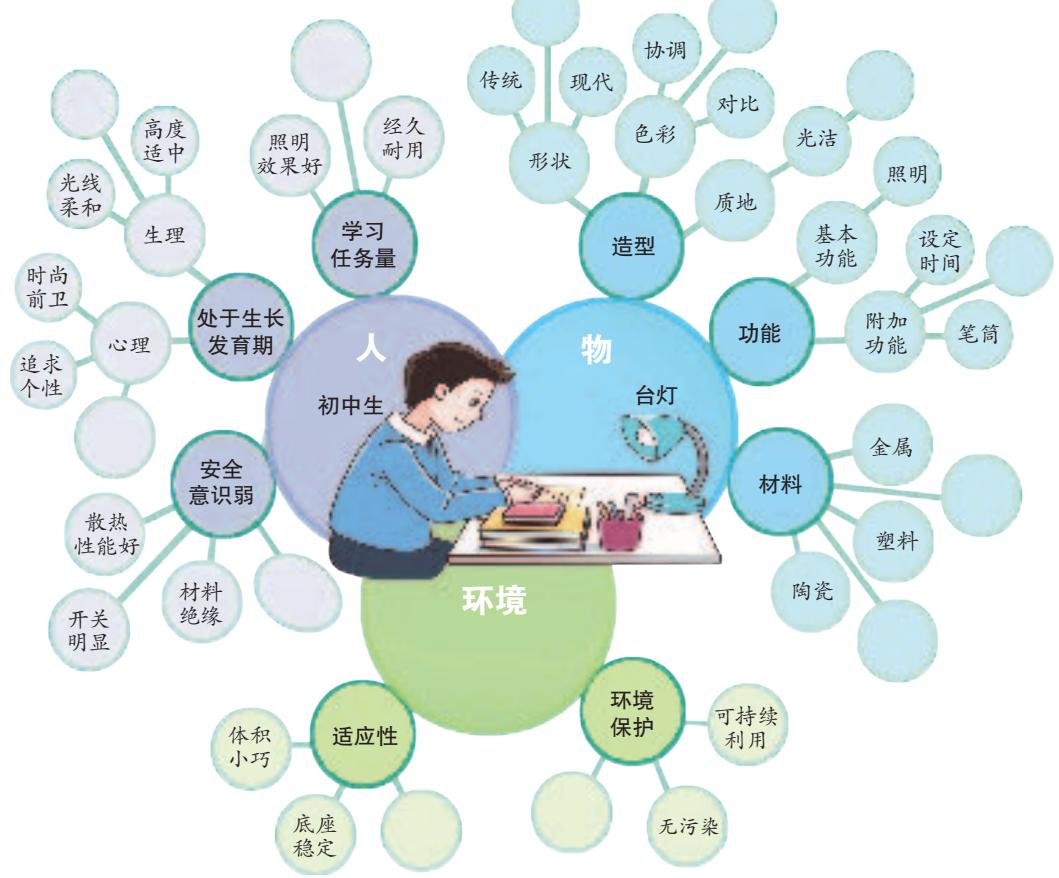 传统
现代
形状
协调
对比
色彩
光洁
质地
造型
照明
基本
功能
设定
时间
笔筒
附加
功能
功能
金属
塑料
陶瓷
材料
物
台灯
照明
效果好
经久
耐用
学习
任务量
高度
适中
光线
柔和
生理
时尚
前卫
追求
个性
心理
处于生长
发育期
安全
意识弱
散热
性能好
开关
明显
材料
绝缘
人
初中生
环境
适应性
体积
小巧
底座
稳定
环境
保护
可持续
利用
无污染